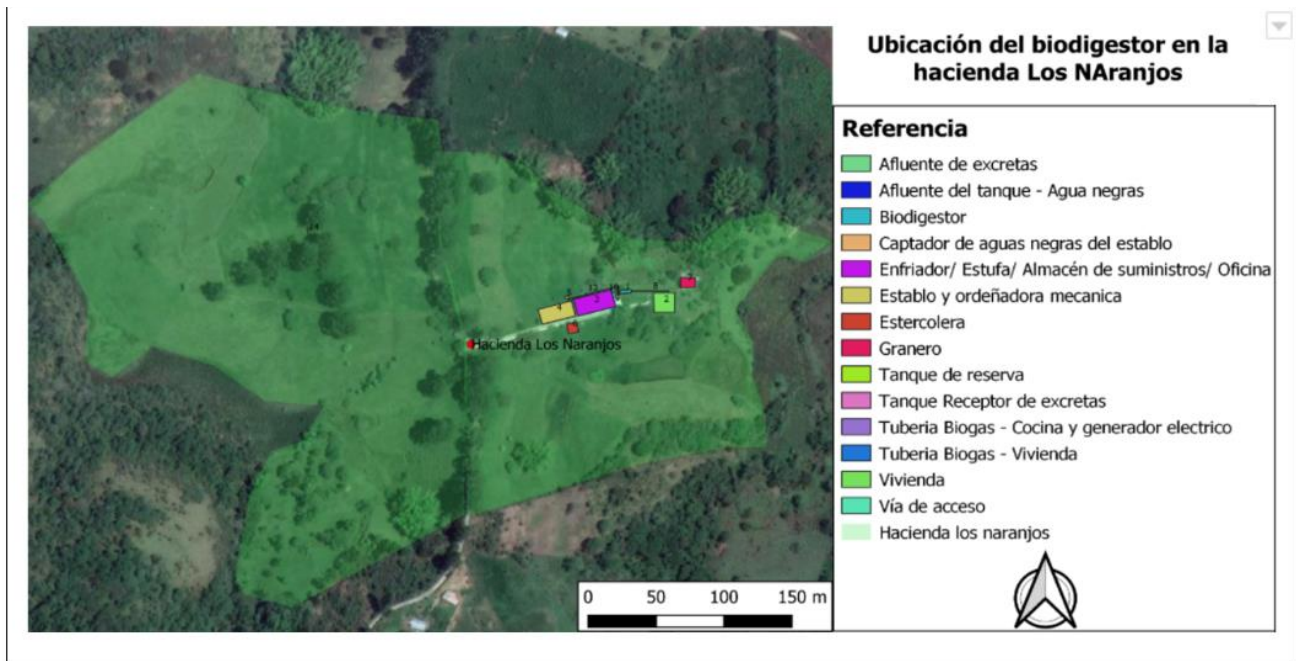 Ubicación del biodigestor en la
hacienda Los NAranjos
Referencia
Afluente de excretas
Afluente del tanque - Agua negras
Biodigestor
Captador de aguas negras del establo
Enfriador/ Estufa/ Almacén de suministros/ Oficina
Establo y ordeñadora mecanica
Estercolera
Granero
Tanque de reserva
Tanque Receptor de excretas
Tuberia Biogas - Cocina y generador electrico
Tuberia Biogas - Vivienda
Vivienda
Vía de acceso
Hacienda los naranjos
Hacienda Los Naranjos
0 50 100 150 m